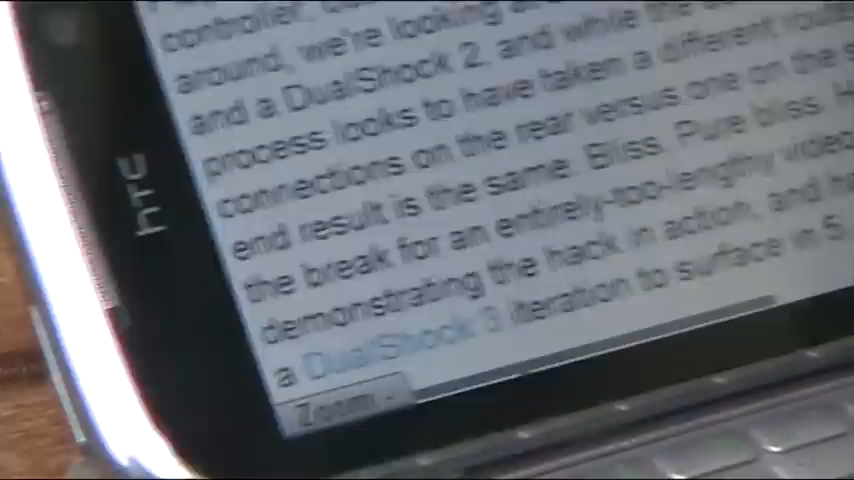 controller,
around, we're looking
and a DualShock 2, and while the
process looks to have taken a different route
connections on the rear versus one on the
end result is the same. Bliss. Pure bliss.
the break for an entirely-too-lengthy video
demonstrating the hack in action, and
a DualShock 3 iteration to surface in 5,
Zoom
hTC